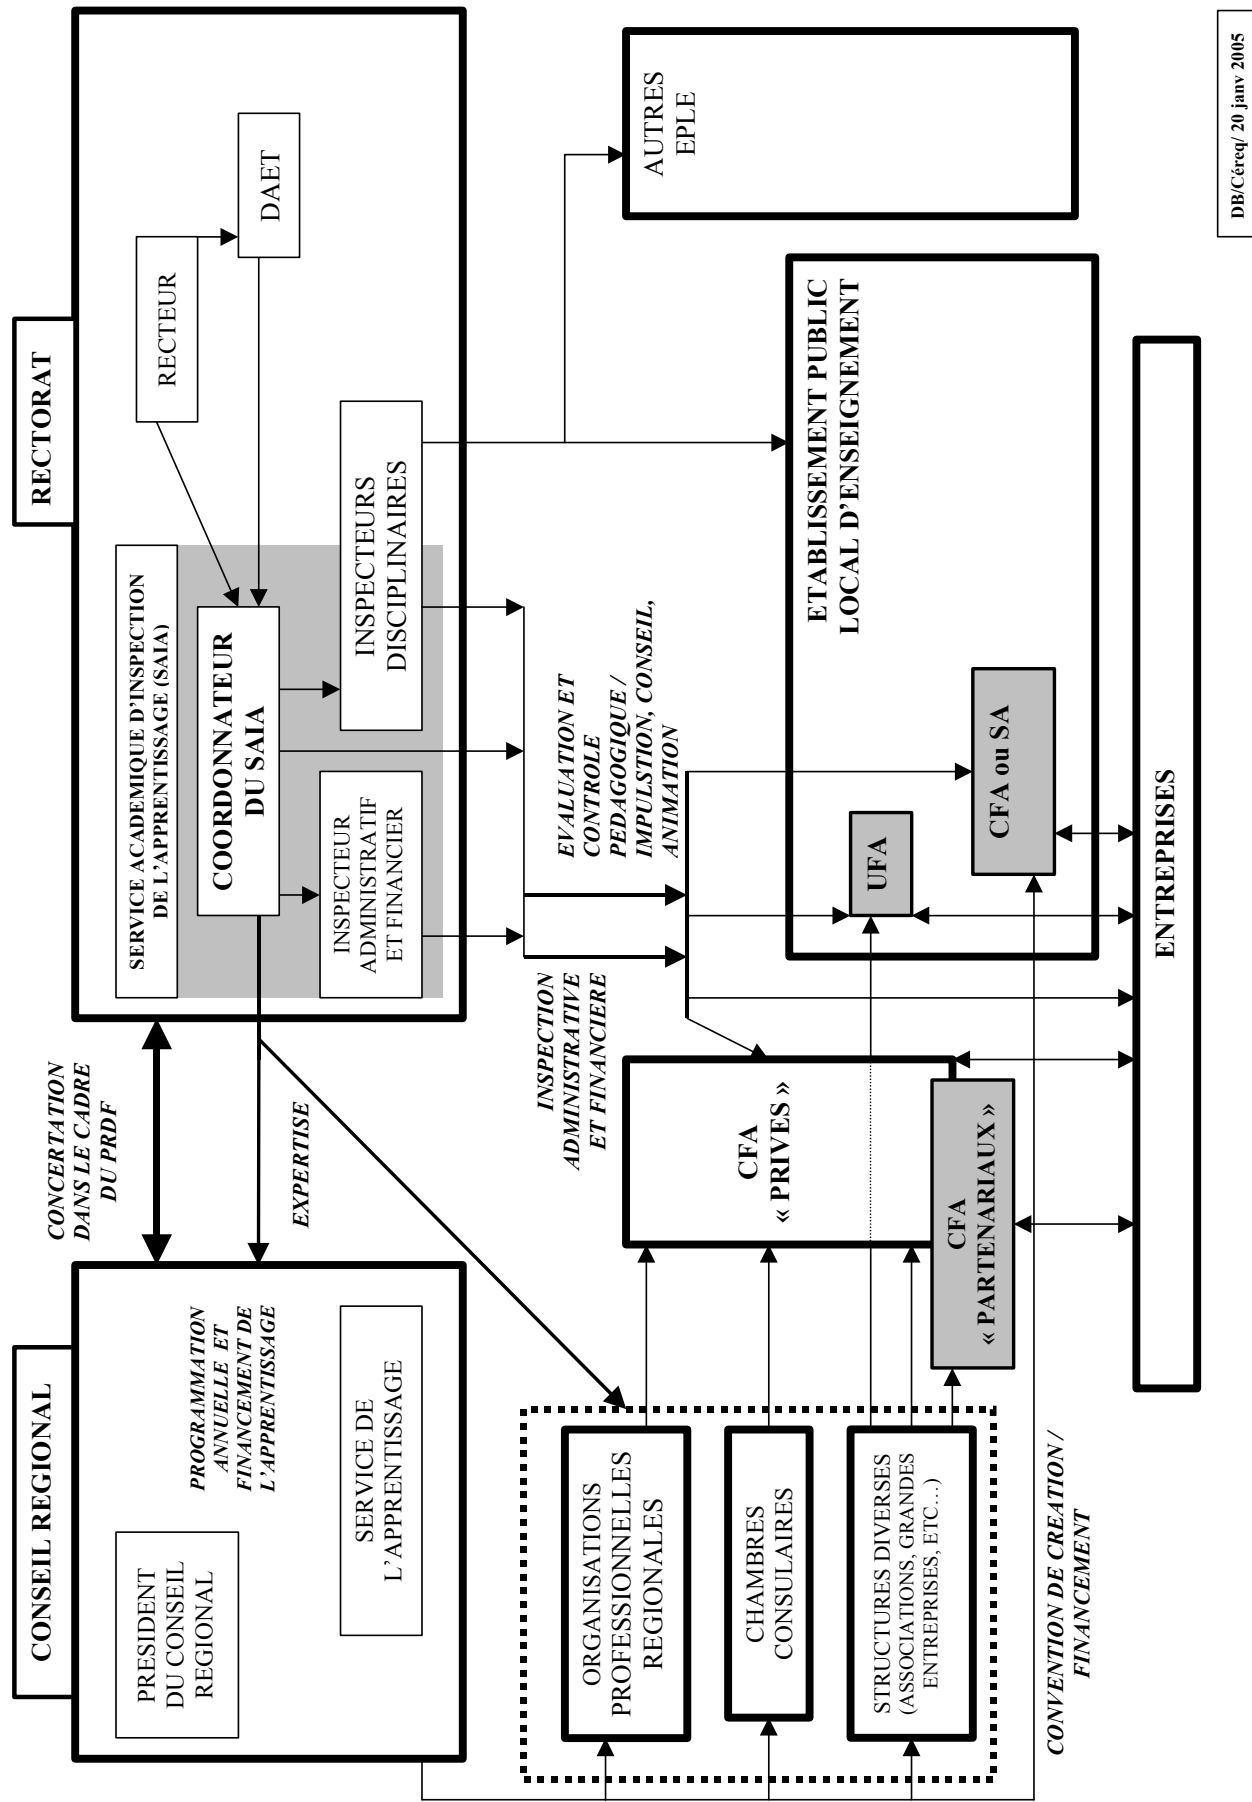 CONSEIL REGIONAL
PRESIDENT
DU CONSEIL
REGIONAL
PROGRAMMATION
ANNUELLE ET
FINANCEMENT DE
L'APPRENTISSAGE
SERVICE DE
L'APPRENTISSAGE
CONCERTATION
DANS LE CADRE
DU PRDF
EXPERTISE
RECTORAT
SERVICE ACADEMIQUE D'INSPECTION
DE L'APPRENTISSAGE (SAIA)
COORDONNATEUR
DU SAIA
INSPECTEUR
ADMINISTRATIF
ET FINANCIER
INSPECTEURS
DISCIPLINAIRES
RECTEUR
DAET
ORGANISATIONS
PROFESSIONNELLES
REGIONALES
CHAMBRES
CONSULAIRES
STRUCTURES DIVERSES
(ASSOCIATIONS, GRANDES
ENTREPRISES, ETC…)
CONVENTION DE CREATION /
FINANCEMENT
INSPECTION
ADMINISTRATIVE
ET FINANCIERE
EVALUATION ET
CONTROLE
PEDAGOGIQUE /
IMPULSTION, CONSEIL,
ANIMATION
CFA
« PRIVES »
CFA
« PARTENARIAUX »
ETABLISSEMENT PUBLIC
LOCAL D'ENSEIGNEMENT
UFA
CFA ou SA
AUTRES
EPLE
ENTREPRISES
DB/Céreq/ 20 janv 2005